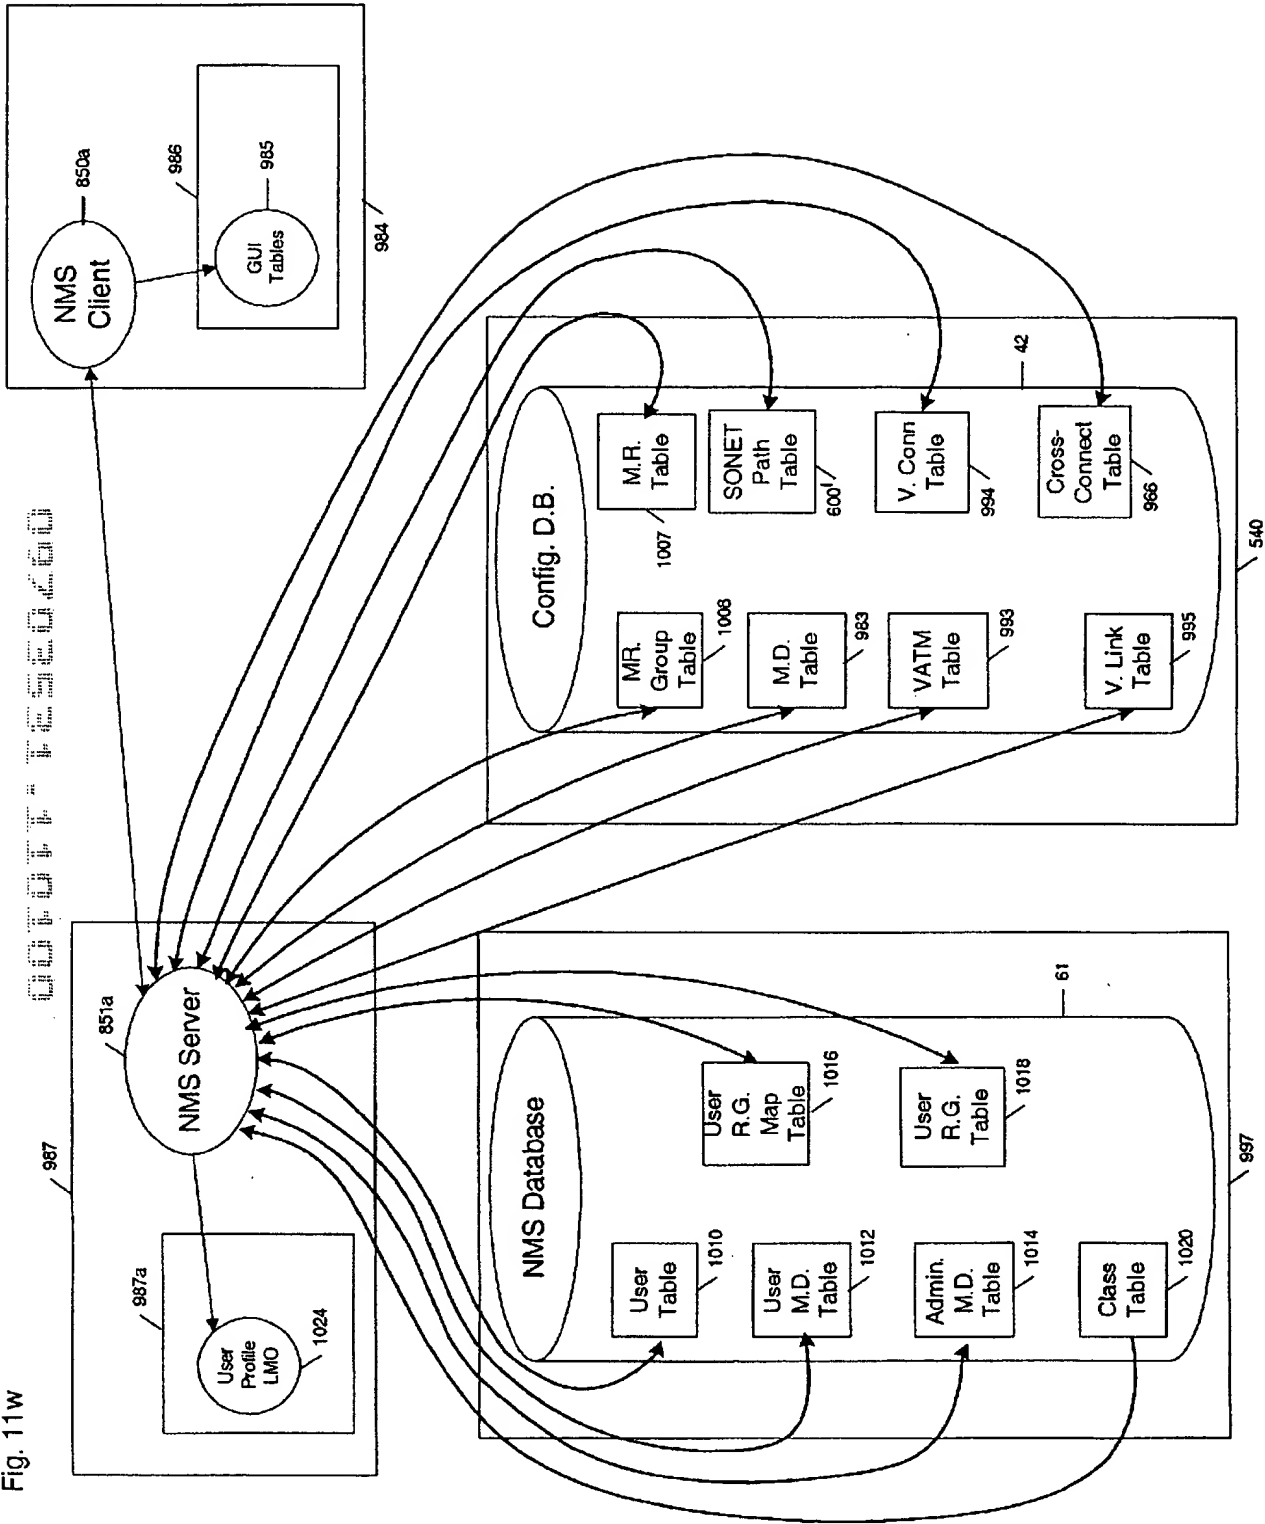 Fig. 11w
987
851a
NMS Server
987a
User
Profile
LMO
1024
NMS
Client
850a
986
GUI
Tables
985
984
NMS Database
61
User
Table
1010
User
M.D.
Table
1012
Admin.
M.D.
Table
1014
Class
Table
1020
User
R.G.
Map
Table
1016
User
R.G.
Table
1018
997
Config. D.B.
42
MR.
Group
Table
1008
M.D.
Table
983
VATM
Table
993
V. Link
Table
995
M.R.
Table
1007
SONET
Path
Table
600'
V. Conn
Table
994
Cross-
Connect
Table
966
540